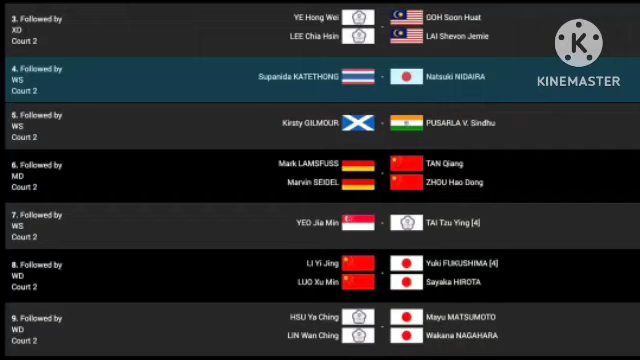 3. Followed by
XD
Court 2
YE Hong Wei - GOH Soon Huat
LEE Chia Hsin LAI Shevon Jemie
4. Followed by
WS
Court 2
Supanida KATETHONG - Natsuki NIDAIRA
K
KINEMASTER
5. Followed by
WS
Court 2
Kirsty GILMOUR - PUSARLA V. Sindhu
6. Followed by
MD
Court 2
Mark LAMSFUSS - TAN Qiang
Marvin SEIDEL ZHOU Hao Dong
7. Followed by
WS
Court 2
YEO Jia Min - TAI Tzu Ying [4]
8. Followed by
WD
Court 2
LI Yi Jing - Yuki FUKUSHIMA [4]
LUO Xu Min Sayaka HIROTA
9. Followed by
WD
Court 2
HSU Ya Ching - Mayu MATSUMOTO
LIN Wan Ching Wakana NAGAHARA